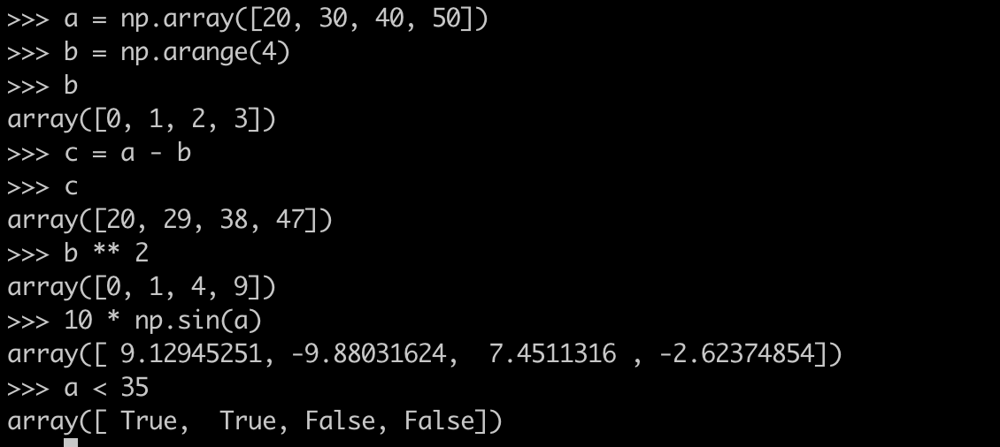 >>> a = np.array([20, 30, 40, 50])
>>> b = np.arange(4)
>>> b
array([0, 1, 2, 3])
>>> c = a - b
>>> c
array([20, 29, 38, 47])
>>> b ** 2
array([0, 1, 4, 9])
>>> 10 * np.sin(a)
array([ 9.12945251, -9.88031624,  7.4511316 , -2.62374854])
>>> a < 35
array([ True,  True, False, False])